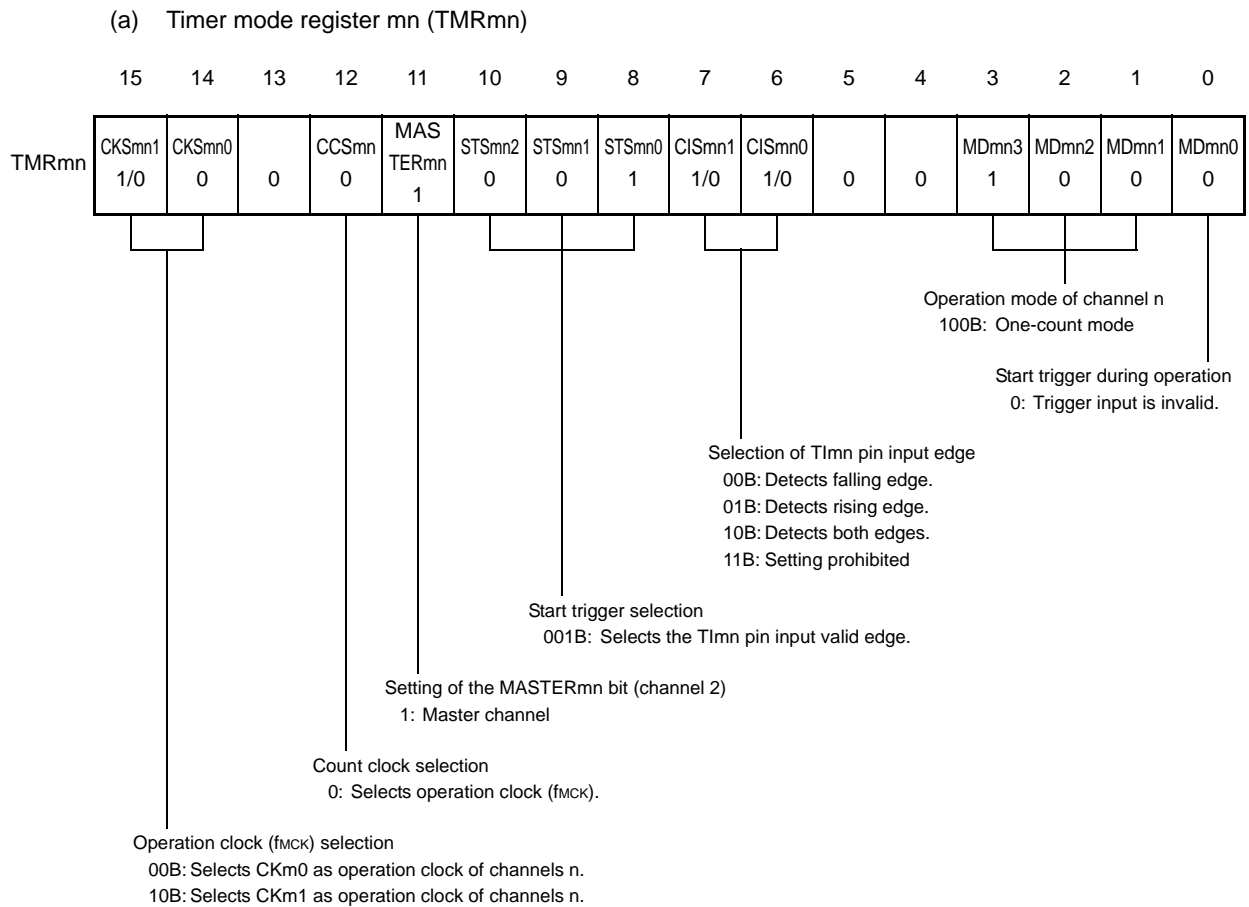 (a) Timer mode register mn (TMRmn)
15 14 13 12 11 10 9 8 7 6 5 4 3 2 1 0
TMRmn
CKSmn1 CKSmn0 CCSmn MAS STSmn2 STSmn1 STSmn0 CISmn1 CISmn0 MDmn3 MDmn2 MDmn1 MDmn0
TERmn
1/0 0 0 0 1 0 0 1 1/0 1/0 0 0 1 0 0 0
Operation mode of channel n
100B: One-count mode
Start trigger during operation
0: Trigger input is invalid.
Selection of TImn pin input edge
00B: Detects falling edge.
01B: Detects rising edge.
10B: Detects both edges.
11B: Setting prohibited
Start trigger selection
001B: Selects the TImn pin input valid edge.
Setting of the MASTERmn bit (channel 2)
1: Master channel
Count clock selection
0: Selects operation clock (fMCK).
Operation clock (fMCK) selection
00B: Selects CKm0 as operation clock of channels n.
10B: Selects CKm1 as operation clock of channels n.